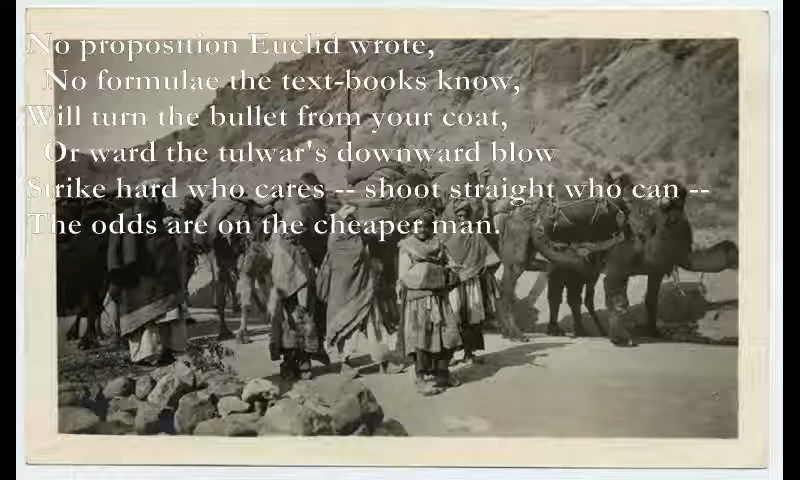 No proposition Euclid wrote,
No formulae the text-books know,
Will turn the bullet from your coat,
Or ward the tulwar's downward blow
Strike hard who cares -- shoot straight who can --
The odds are on the cheaper man.